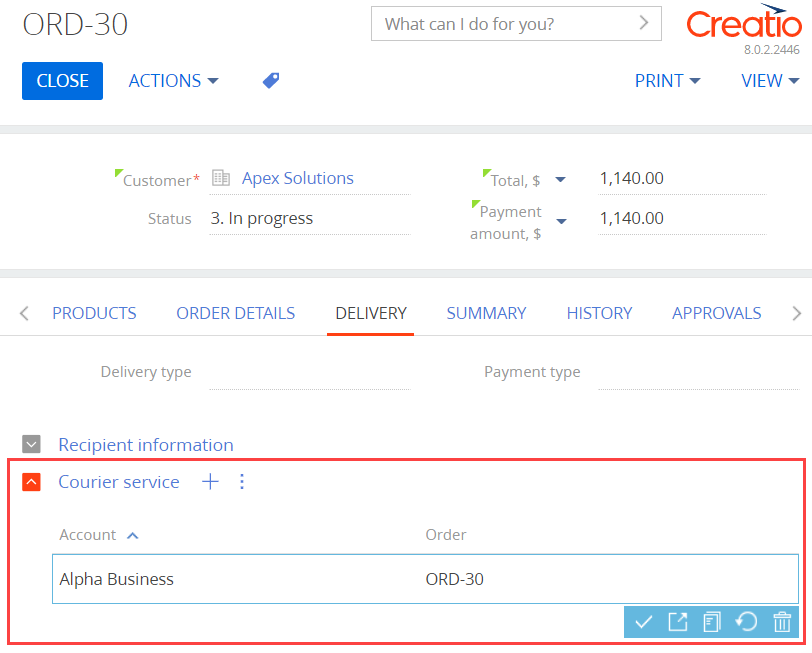 ORD-30
What can I do for you?
Creatio
8.0.2.2446
CLOSE
ACTIONS
PRINT
VIEW
Customer*
Apex Solutions
Total, $
1,140.00
Status
3. In progress
Payment
amount, $
1,140.00
PRODUCTS
ORDER DETAILS
DELIVERY
SUMMARY
HISTORY
APPROVALS
Delivery type
Payment type
Recipient information
Courier service
Account
Order
Alpha Business
ORD-30